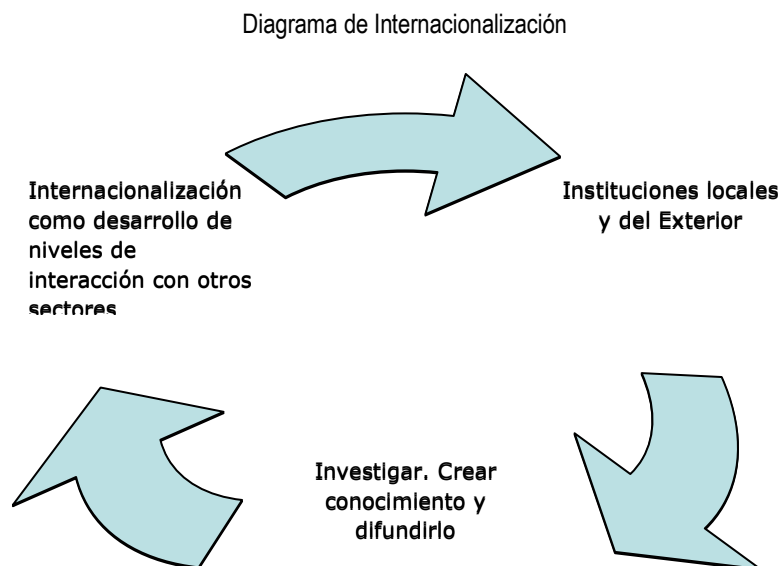 Diagrama de Internacionalización
Internacionalización
como desarrollo de
niveles de
interacción con otros
sectores
Instituciones locales
y del Exterior
Investigar. Crear
conocimiento y
difundirlo